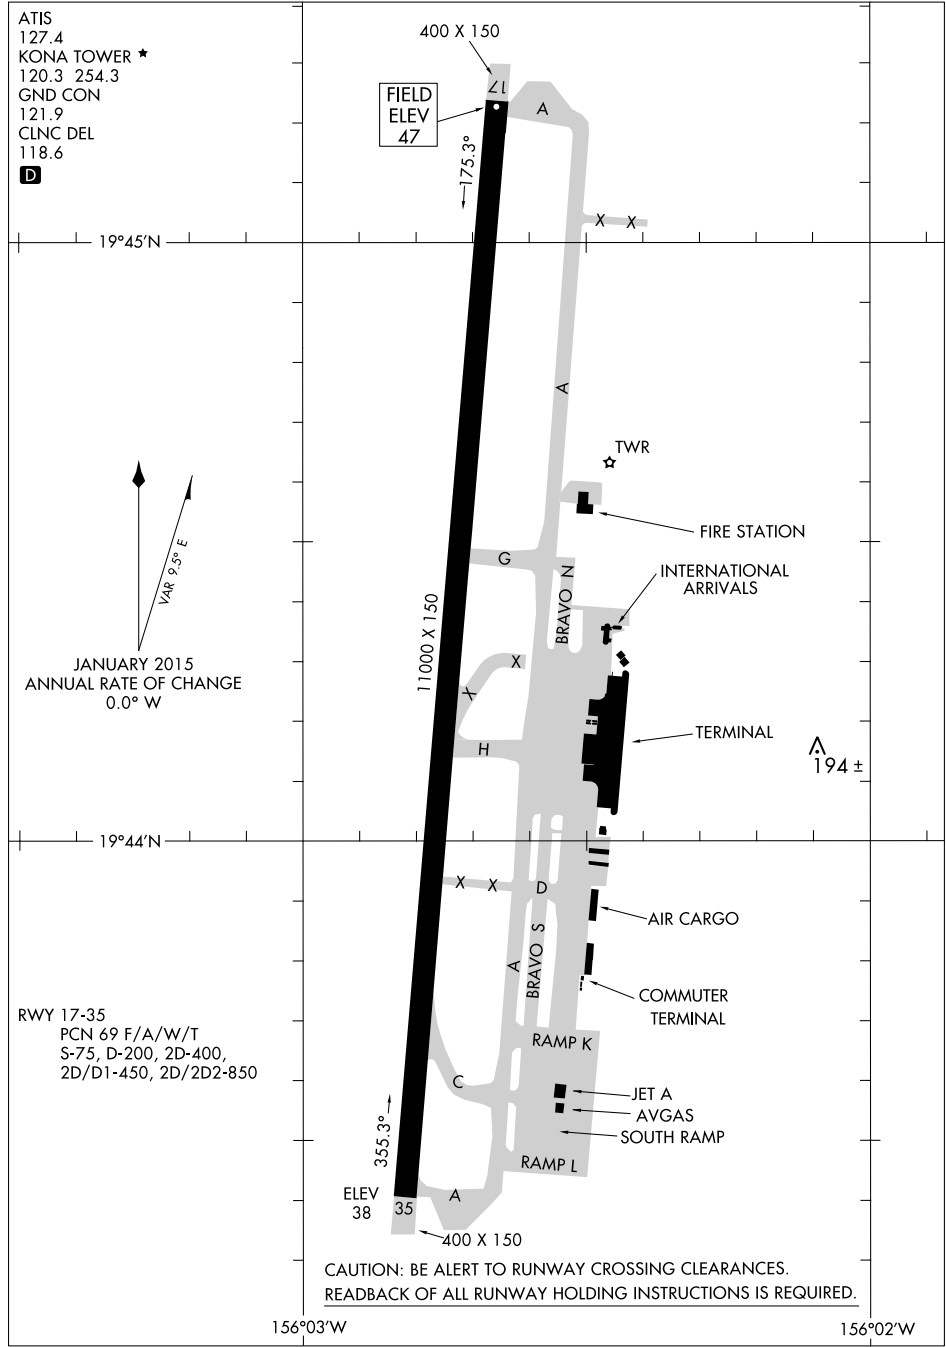 ATIS
127.4
KONA TOWER ★
120.3 254.3
GND CON
121.9
CLNC DEL
118.6
D
400 X 150
17
FIELD
ELEV
47
A
175.3°
X X
19°45'N
A
TWR
FIRE STATION
VAR 9.5° E
G
INTERNATIONAL
ARRIVALS
BRAVO N
11000 X 150
JANUARY 2015
ANNUAL RATE OF CHANGE
0.0° W
X
X
H
TERMINAL
194 ±
19°44'N
X X
D
AIR CARGO
A
BRAVO S
COMMUTER
TERMINAL
RWY 17-35
PCN 69 F/A/W/T
S-75, D-200, 2D-400,
2D/D1-450, 2D/2D2-850
RAMP K
C
JET A
AVGAS
SOUTH RAMP
355.3°
RAMP L
ELEV
38
35
A
400 X 150
CAUTION: BE ALERT TO RUNWAY CROSSING CLEARANCES.
READBACK OF ALL RUNWAY HOLDING INSTRUCTIONS IS REQUIRED.
156°03'W
156°02'W